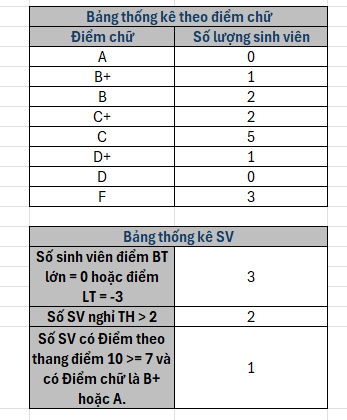 Bảng thống kê theo điểm chữ
Điểm chữ Số lượng sinh viên
A 0
B+ 1
B 2
C+ 2
C 5
D+ 1
D 0
F 3
Bảng thống kê SV
Số sinh viên điểm BT
lớn = 0 hoặc điểm
LT = -3
3
Số SV nghỉ TH > 2 2
Số SV có Điểm theo
thang điểm 10 >= 7 và
có Điểm chữ là B+
hoặc A.
1